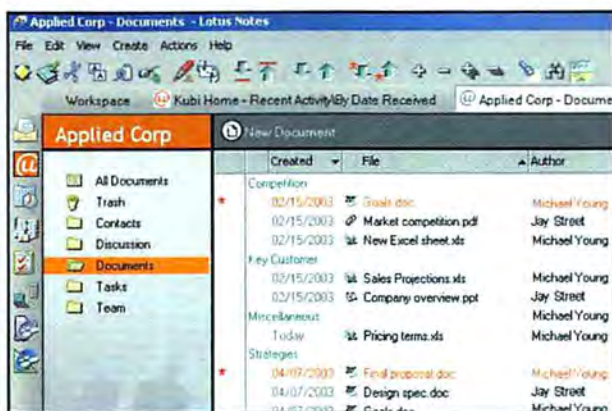 Applied Corp - Documents - Lotus Notes
File Edit View Create Actions Help
Workspace Kubi Home - Recent Activity\By Date Received Applied Corp - Docume
Applied Corp
New Document
Created File Author
All Documents
Trash
Contacts
Discussion
Documents
Tasks
Team
Competition
02/15/2003 Goals.doc Michael Young
02/15/2003 Market competition.pdf Jay Street
02/15/2003 New Excel sheet.xls Michael Young
Key Customer
02/15/2003 Sales Projections.xls Michael Young
02/15/2003 Company overview.ppt Jay Street
Miscellaneous Michael Young
Today Pricing terms.xls Michael Young
Strategies
04/07/2003 Final proposal.doc Michael Young
04/07/2003 Design spec.doc Jay Street
04/07/2003 Goals.doc Michael Young